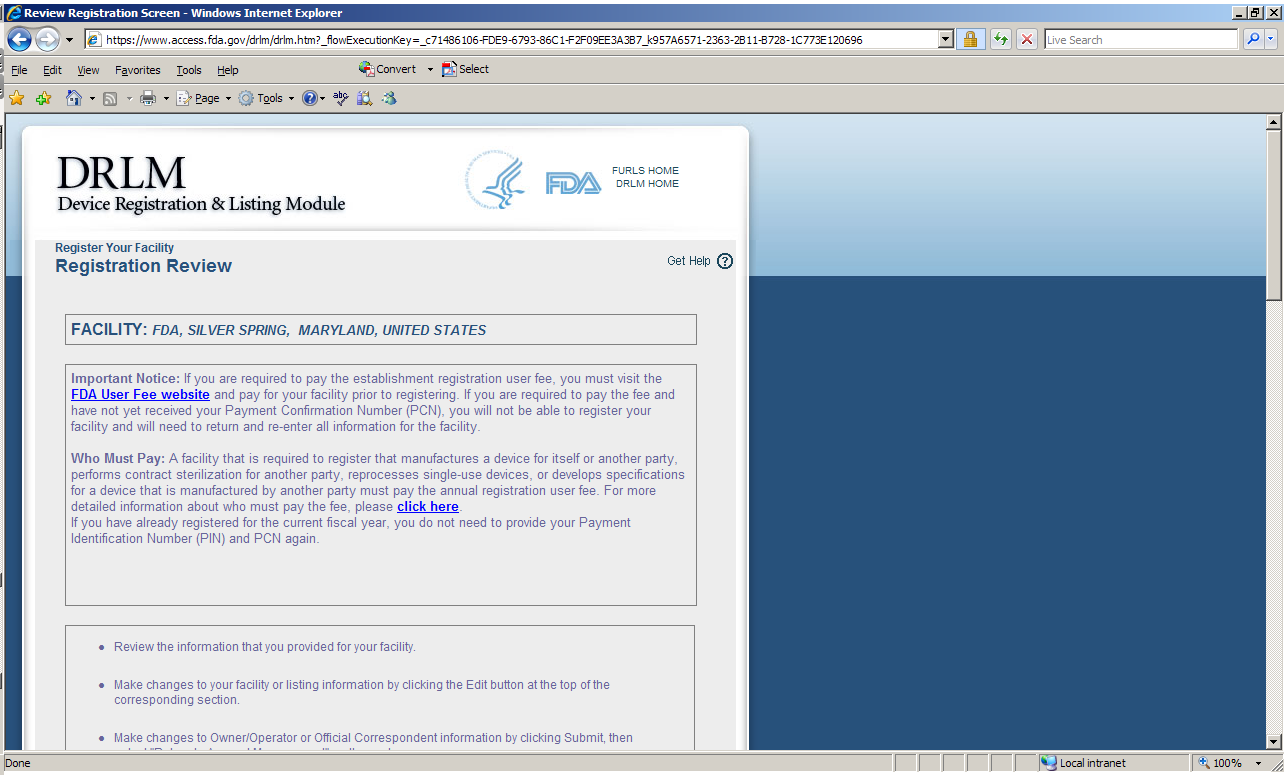 Review Registration Screen - Windows Internet Explorer
https://www.access.fda.gov/drlm/drlm.htm?_flowExecutionKey=_c71486106-FDE9-6793-86C1-F2F09EE3A3B7_k957A6571-2363-2B11-B728-1C773E120696
Live Search
File Edit View Favorites Tools Help
Convert Select
Page Tools
DRLM
Device Registration & Listing Module
FDA
FURLS HOME
DRLM HOME
Register Your Facility
Registration Review
Get Help ?
FACILITY: FDA, SILVER SPRING, MARYLAND, UNITED STATES
Important Notice: If you are required to pay the establishment registration user fee, you must visit the
FDA User Fee website and pay for your facility prior to registering. If you are required to pay the fee and
have not yet received your Payment Confirmation Number (PCN), you will not be able to register your
facility and will need to return and re-enter all information for the facility.
Who Must Pay: A facility that is required to register that manufactures a device for itself or another party,
performs contract sterilization for another party, reprocesses single-use devices, or develops specifications
for a device that is manufactured by another party must pay the annual registration user fee. For more
detailed information about who must pay the fee, please click here.
If you have already registered for the current fiscal year, you do not need to provide your Payment
Identification Number (PIN) and PCN again.
• Review the information that you provided for your facility.
• Make changes to your facility or listing information by clicking the Edit button at the top of the
corresponding section.
• Make changes to Owner/Operator or Official Correspondent information by clicking Submit, then
Done
Local intranet
100%